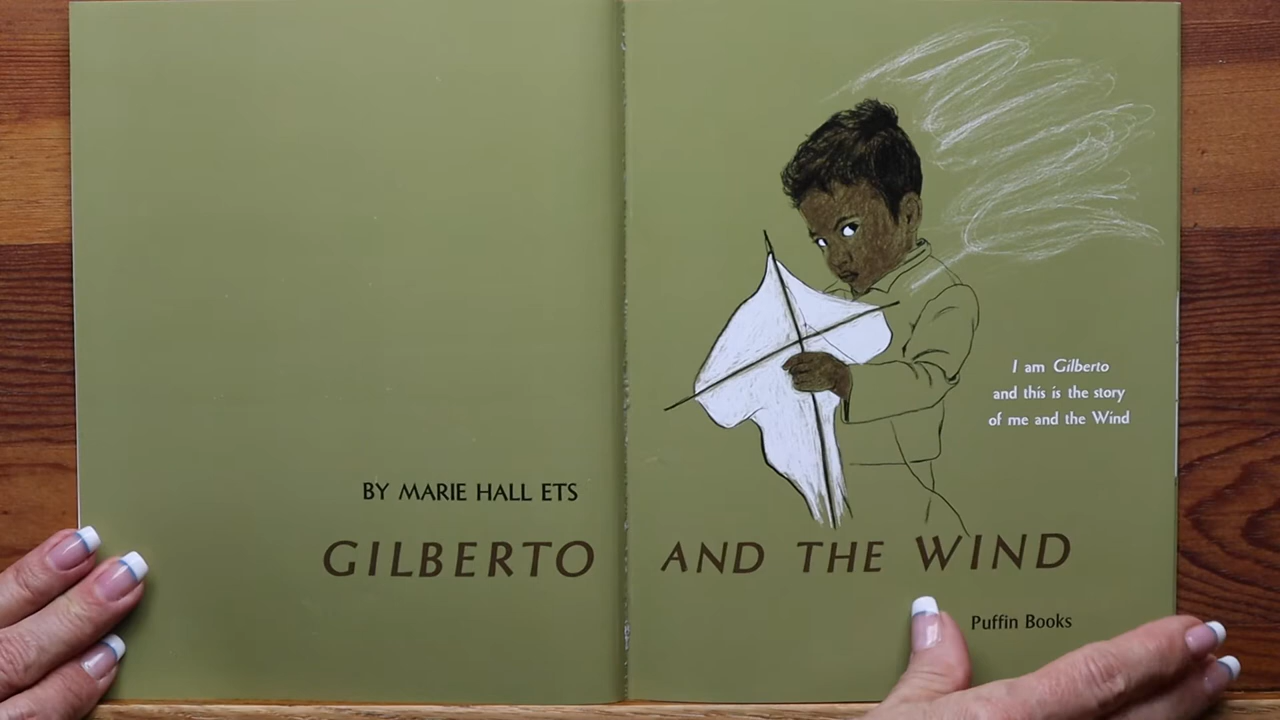 BY MARIE HALL ETS
GILBERTO AND THE WIND
I am Gilberto
and this is the story
of me and the Wind
Puffin Books